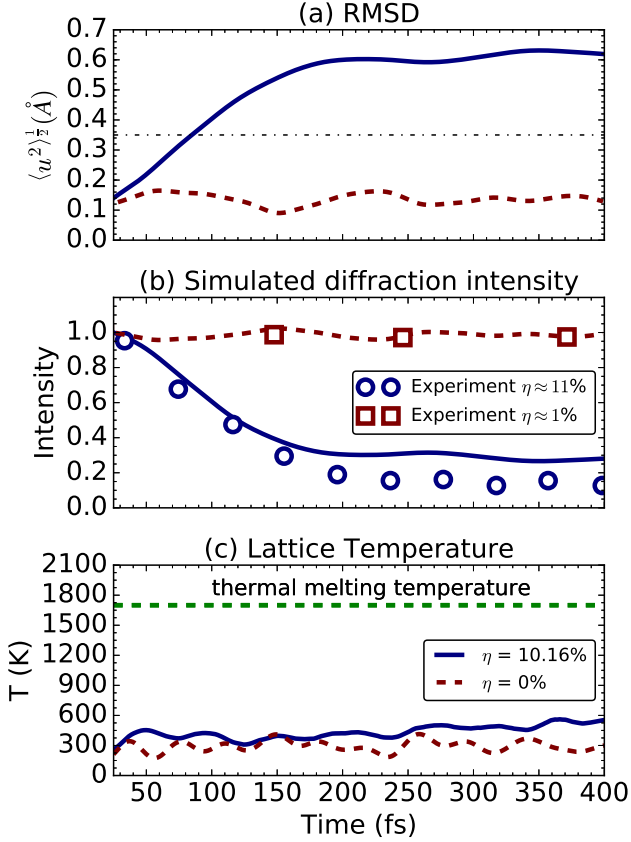 (a) RMSD
0.7
0.6
0.5
0.4
0.3
0.2
0.1
0.0
⟨u²⟩^{1/2}(Å)
(b) Simulated diffraction intensity
1.0
0.8
0.6
0.4
0.2
0.0
Intensity
Experiment η≈11%
Experiment η≈1%
(c) Lattice Temperature
2100
1800
1500
1200
900
600
300
0
T (K)
thermal melting temperature
η = 10.16%
η = 0%
50 100 150 200 250 300 350 400
Time (fs)